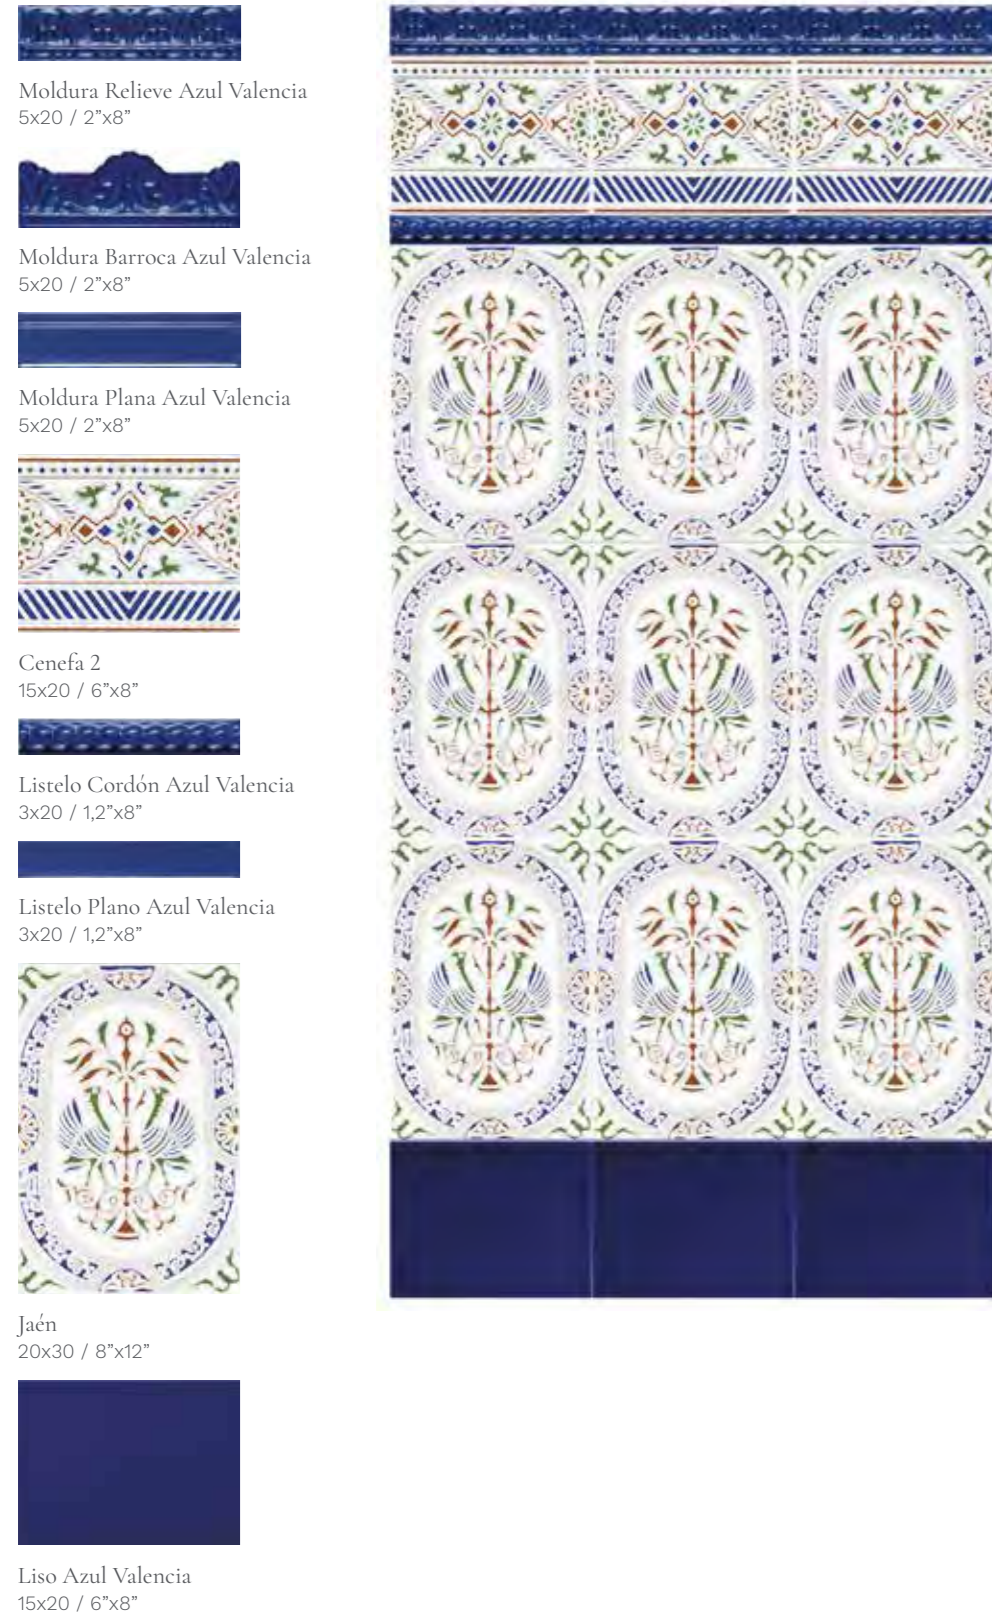 Moldura Relieve Azul Valencia
5x20 / 2”x8”
Moldura Barroca Azul Valencia
5x20 / 2”x8”
Moldura Plana Azul Valencia
5x20 / 2”x8”
Cenefa 2
15x20 / 6”x8”
Listelo Cordón Azul Valencia
3x20 / 1,2”x8”
Listelo Plano Azul Valencia
3x20 / 1,2”x8”
Jaén
20x30 / 8”x12”
Liso Azul Valencia
15x20 / 6”x8”